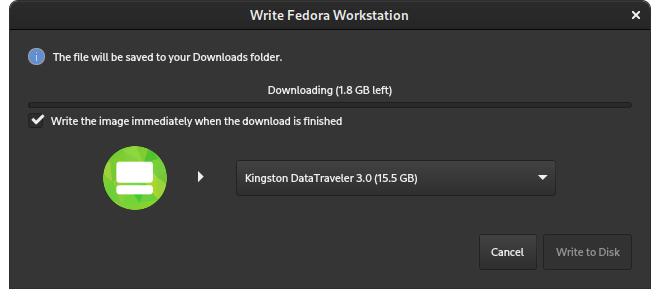 Write Fedora Workstation
The file will be saved to your Downloads folder.
Downloading (1.8 GB left)
Write the image immediately when the download is finished
Kingston DataTraveler 3.0 (15.5 GB)
Cancel
Write to Disk